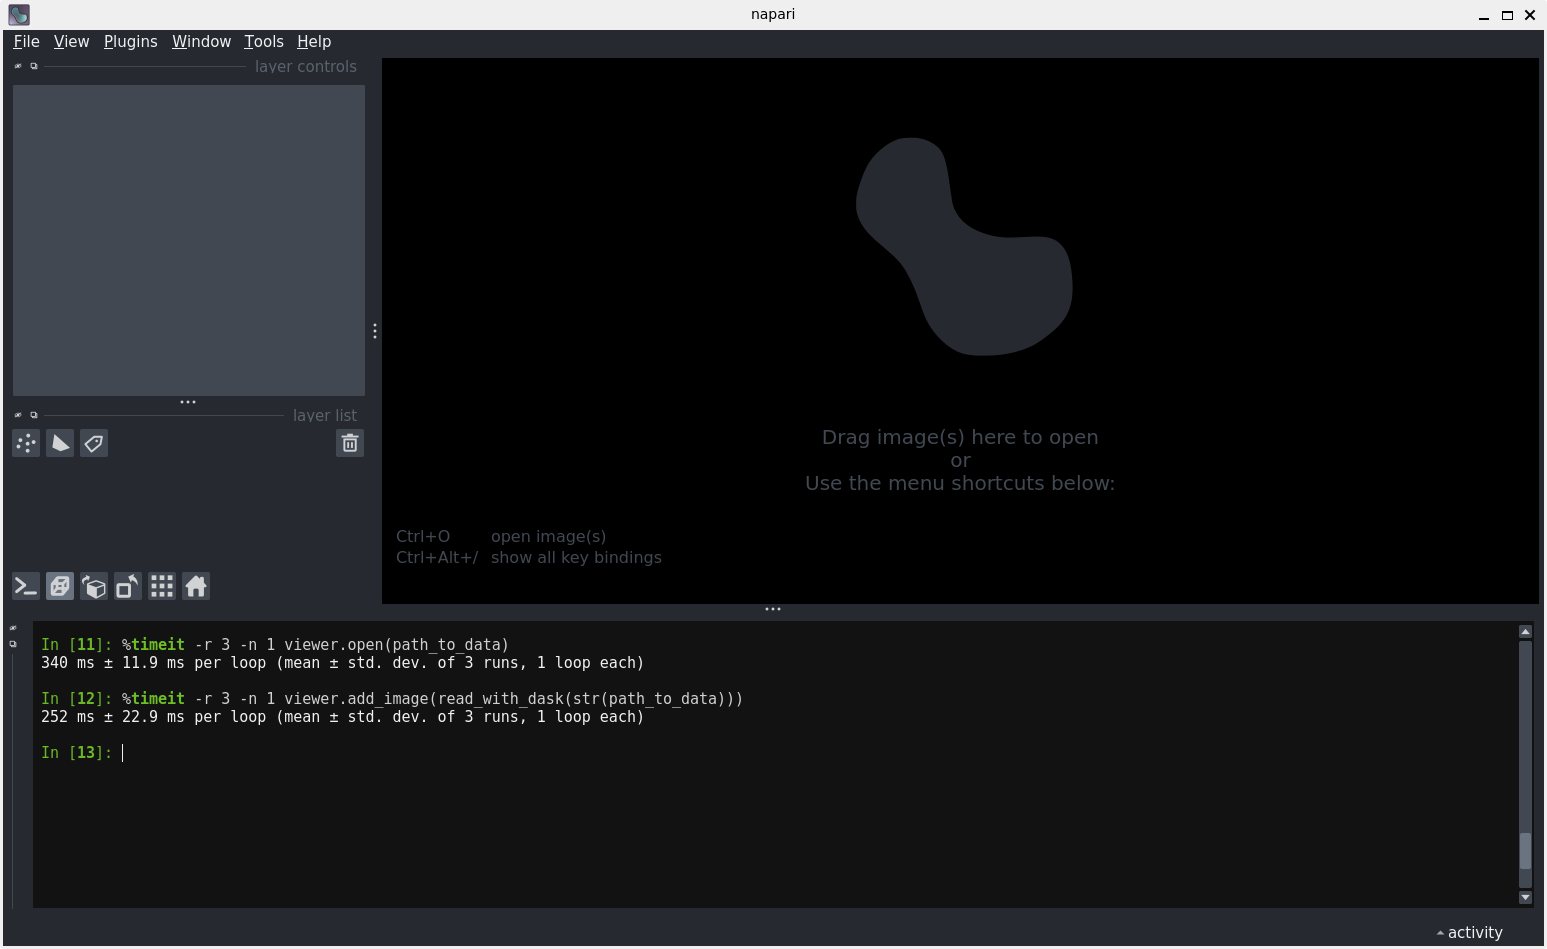 napari
File View Plugins Window Tools Help
layer controls
layer list
Drag image(s) here to open
or
Use the menu shortcuts below:
Ctrl+O open image(s)
Ctrl+Alt+/ show all key bindings
In [11]: %timeit -r 3 -n 1 viewer.open(path_to_data)
340 ms ± 11.9 ms per loop (mean ± std. dev. of 3 runs, 1 loop each)
In [12]: %timeit -r 3 -n 1 viewer.add_image(read_with_dask(str(path_to_data)))
252 ms ± 22.9 ms per loop (mean ± std. dev. of 3 runs, 1 loop each)
In [13]:
activity